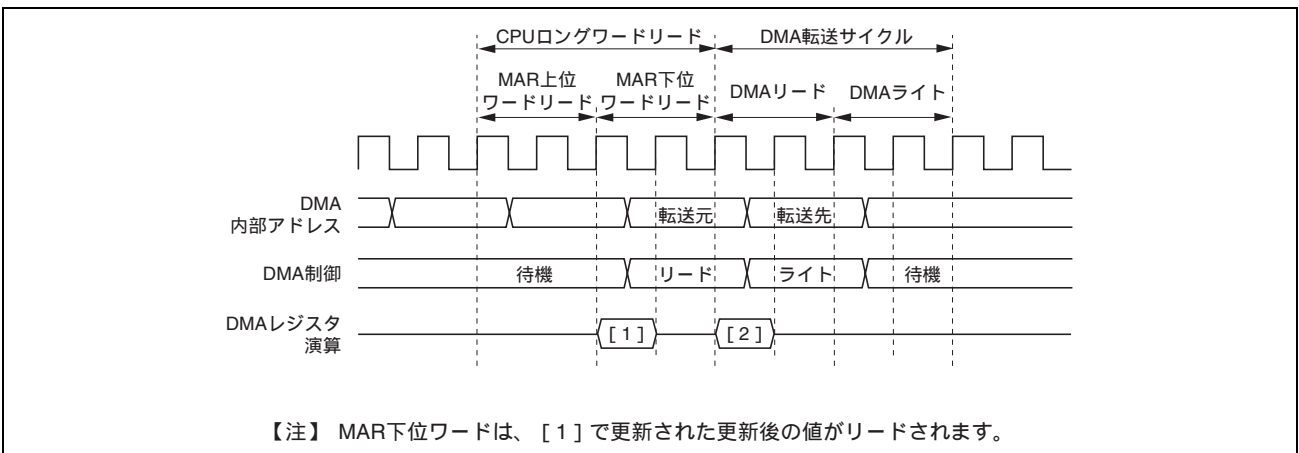 CPUロングワードリード DMA転送サイクル
MAR上位 MAR下位
ワードリード ワードリード DMAリード DMAライト
DMA
内部アドレス 転送元 転送先
DMA制御 待機 リード ライト 待機
DMAレジスタ
演算 [ 1 ] [ 2 ]
【注】 MAR下位ワードは、[ 1 ] で更新された更新後の値がリードされます。